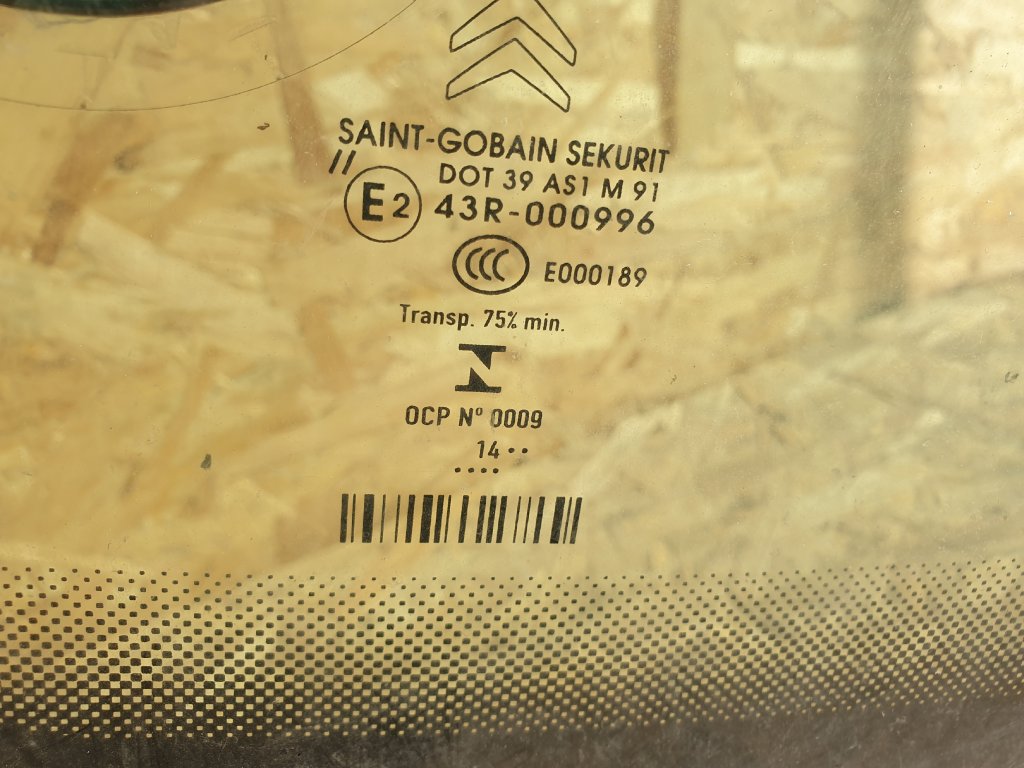 SAINT-GOBAIN SEKURIT
// DOT 39 AS1 M 91
E2 43R-000996
CCC E000189
Transp. 75% min.
OCP Nº 0009
14 ••
••••